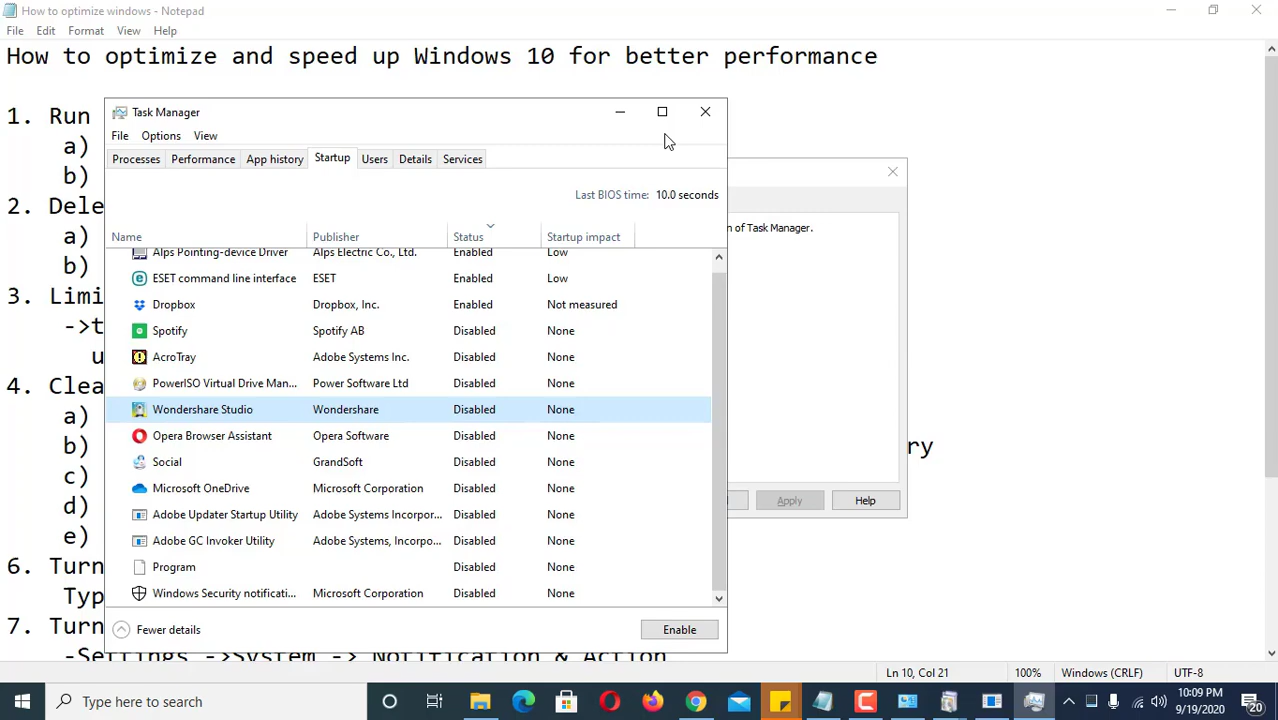 How to optimize windows - Notepad
File Edit Format View Help
How to optimize and speed up Windows 10 for better performance
1. Run
a)
b)
2. Dele
a)
b)
3. Limi
->t
u
4. Clea
a)
b) ry
c)
d)
e)
6. Turn
Typ
7. Turn
-Settings ->System -> Notification & Action
Task Manager
File Options View
Processes Performance App history Startup Users Details Services
Last BIOS time: 10.0 seconds
Name Publisher Status Startup impact
Alps Pointing-device Driver Alps Electric Co., Ltd. Enabled Low
ESET command line interface ESET Enabled Low
Dropbox Dropbox, Inc. Enabled Not measured
Spotify Spotify AB Disabled None
AcroTray Adobe Systems Inc. Disabled None
PowerISO Virtual Drive Man... Power Software Ltd Disabled None
Wondershare Studio Wondershare Disabled None
Opera Browser Assistant Opera Software Disabled None
Social GrandSoft Disabled None
Microsoft OneDrive Microsoft Corporation Disabled None
Adobe Updater Startup Utility Adobe Systems Incorpor... Disabled None
Adobe GC Invoker Utility Adobe Systems, Incorpo... Disabled None
Program Disabled None
Windows Security notificati... Microsoft Corporation Disabled None
Fewer details Enable
n of Task Manager.
Apply Help
Ln 10, Col 21 100% Windows (CRLF) UTF-8
Type here to search
10:09 PM
9/19/2020
20